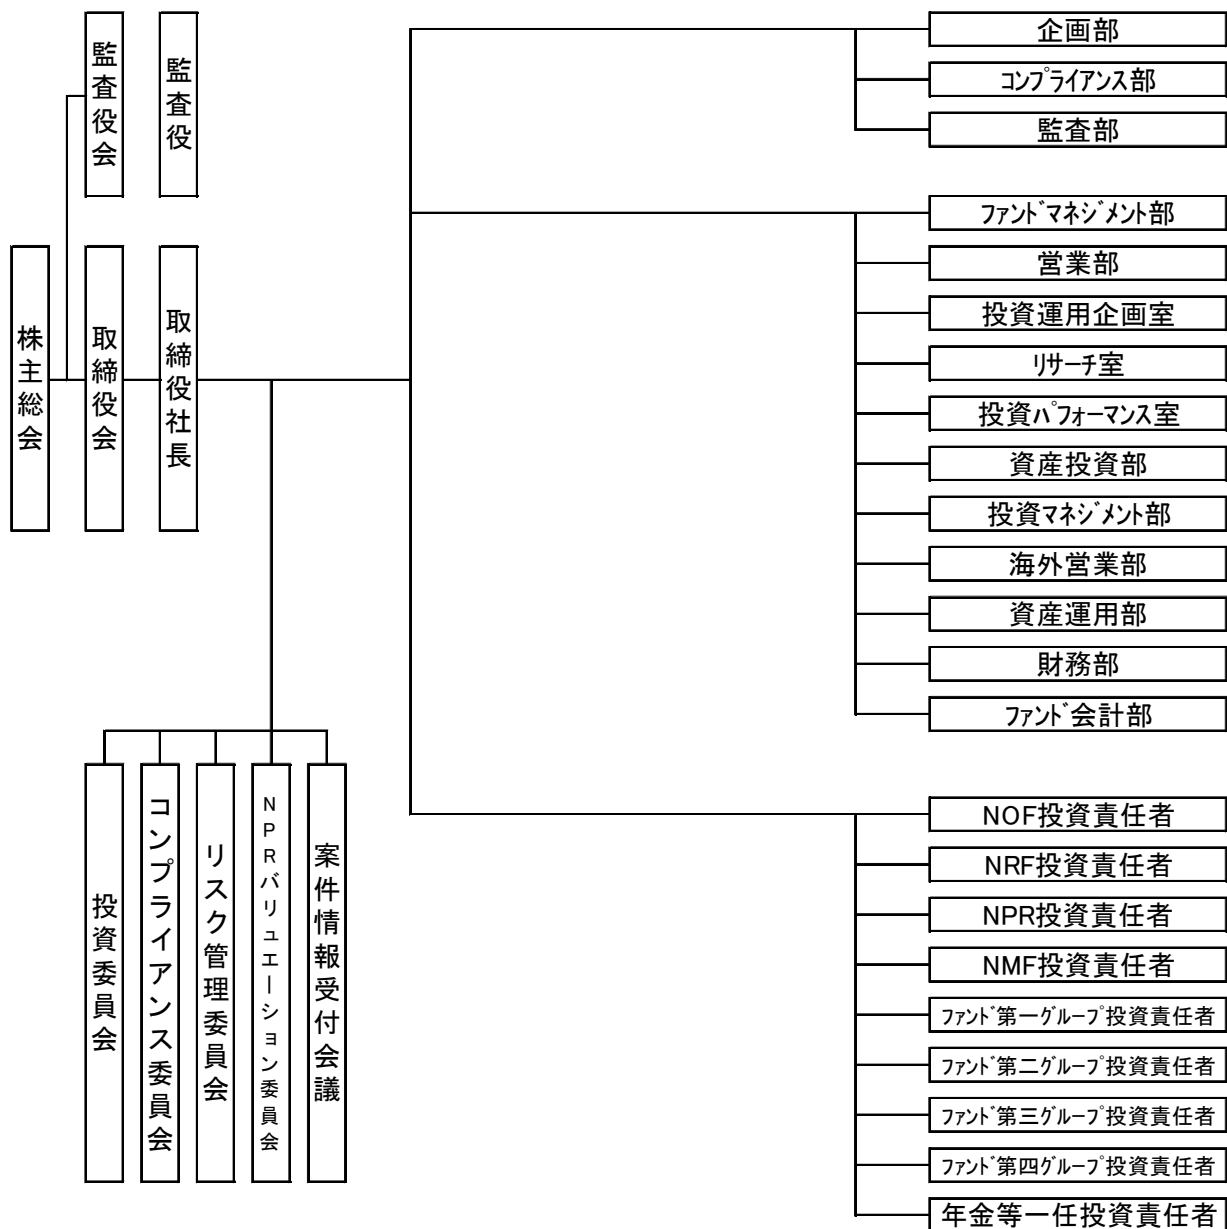 監査役会
監査役
株主総会
取締役会
取締役社長
投資委員会
コンプライアンス委員会
リスク管理委員会
NPRバリュエーション委員会
案件情報受付会議
企画部
ｺﾝﾌﾟﾗｲｱﾝｽ部
監査部
ﾌｧﾝﾄﾞﾏﾈｼﾞﾒﾝﾄ部
営業部
投資運用企画室
ﾘｻｰﾁ室
投資ﾊﾟﾌｫｰﾏﾝｽ室
資産投資部
投資ﾏﾈｼﾞﾒﾝﾄ部
海外営業部
資産運用部
財務部
ﾌｧﾝﾄﾞ会計部
NOF投資責任者
NRF投資責任者
NPR投資責任者
NMF投資責任者
ﾌｧﾝﾄﾞ第一ｸﾞﾙｰﾌﾟ投資責任者
ﾌｧﾝﾄﾞ第二ｸﾞﾙｰﾌﾟ投資責任者
ﾌｧﾝﾄﾞ第三ｸﾞﾙｰﾌﾟ投資責任者
ﾌｧﾝﾄﾞ第四ｸﾞﾙｰﾌﾟ投資責任者
年金等一任投資責任者